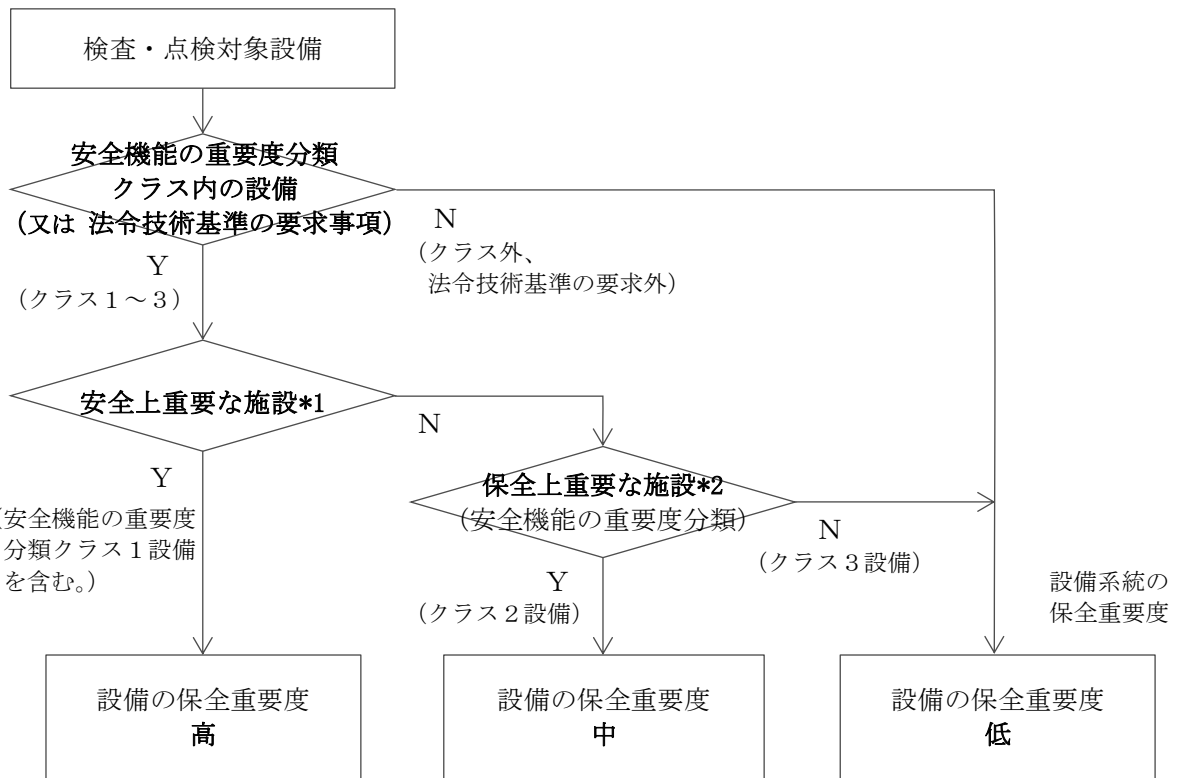 検査・点検対象設備
安全機能の重要度分類
クラス内の設備
(又は 法令技術基準の要求事項)
N
(クラス外、
法令技術基準の要求外)
Y
(クラス1～3)
安全上重要な施設*1
N
Y
(安全機能の重要度
分類クラス1設備
を含む。)
保全上重要な施設*2
(安全機能の重要度分類)
N
(クラス3設備)
Y
(クラス2設備)
設備系統の
保全重要度
設備の保全重要度
高
設備の保全重要度
中
設備の保全重要度
低